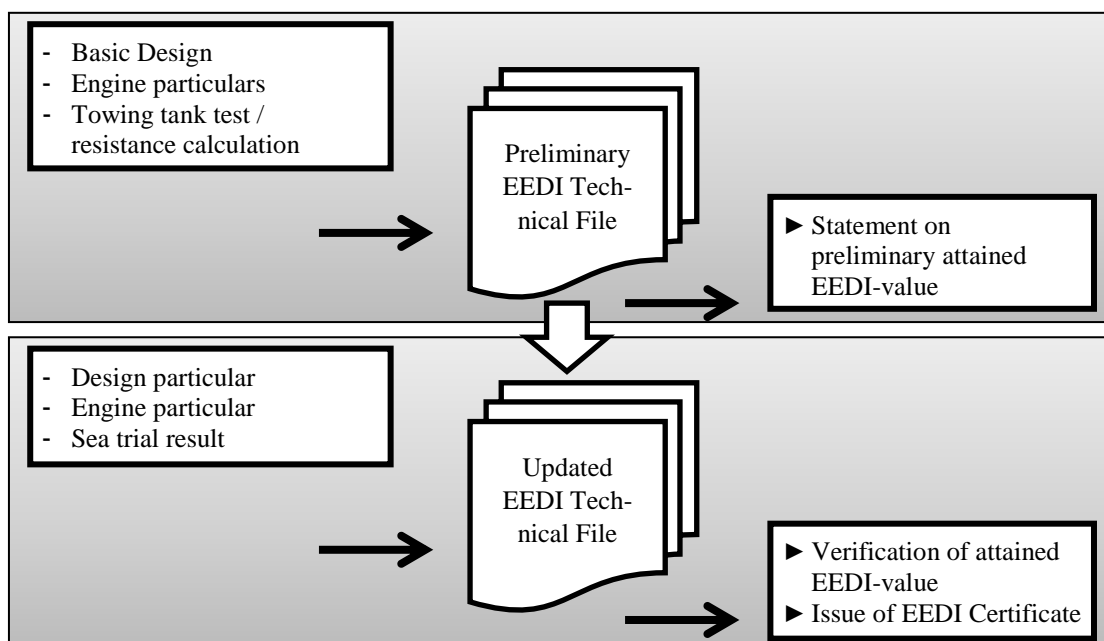 - Basic Design
- Engine particulars
- Towing tank test /
resistance calculation
Preliminary
EEDI Tech-
nical File
► Statement on
preliminary attained
EEDI-value
- Design particular
- Engine particular
- Sea trial result
Updated
EEDI Tech-
nical File
► Verification of attained
EEDI-value
► Issue of EEDI Certificate